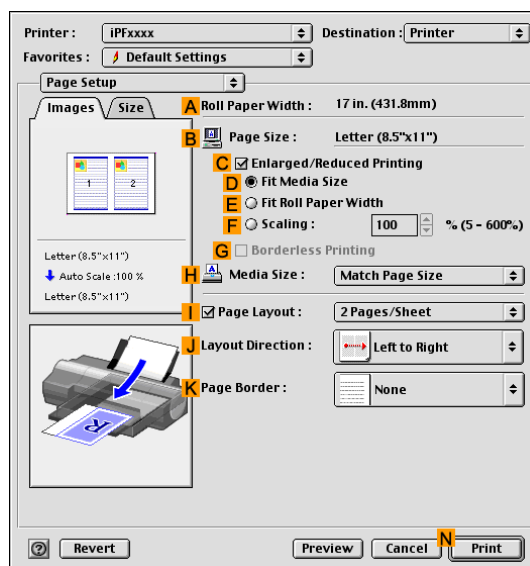 Printer : iPFxxxx Destination : Printer
Favorites : Default Settings
Page Setup
Images Size
A Roll Paper Width : 17 in. (431.8mm)
B A Page Size : Letter (8.5"x11")
C Enlarged/Reduced Printing
D Fit Media Size
E Fit Roll Paper Width
F Scaling : 100 % (5 - 600%)
G Borderless Printing
H A Media Size : Match Page Size
1 2
Letter (8.5"x11")
Auto Scale :100 %
Letter (8.5"x11")
I Page Layout : 2 Pages/Sheet
J Layout Direction : Left to Right
K Page Border : None
R
? Revert Preview Cancel N Print